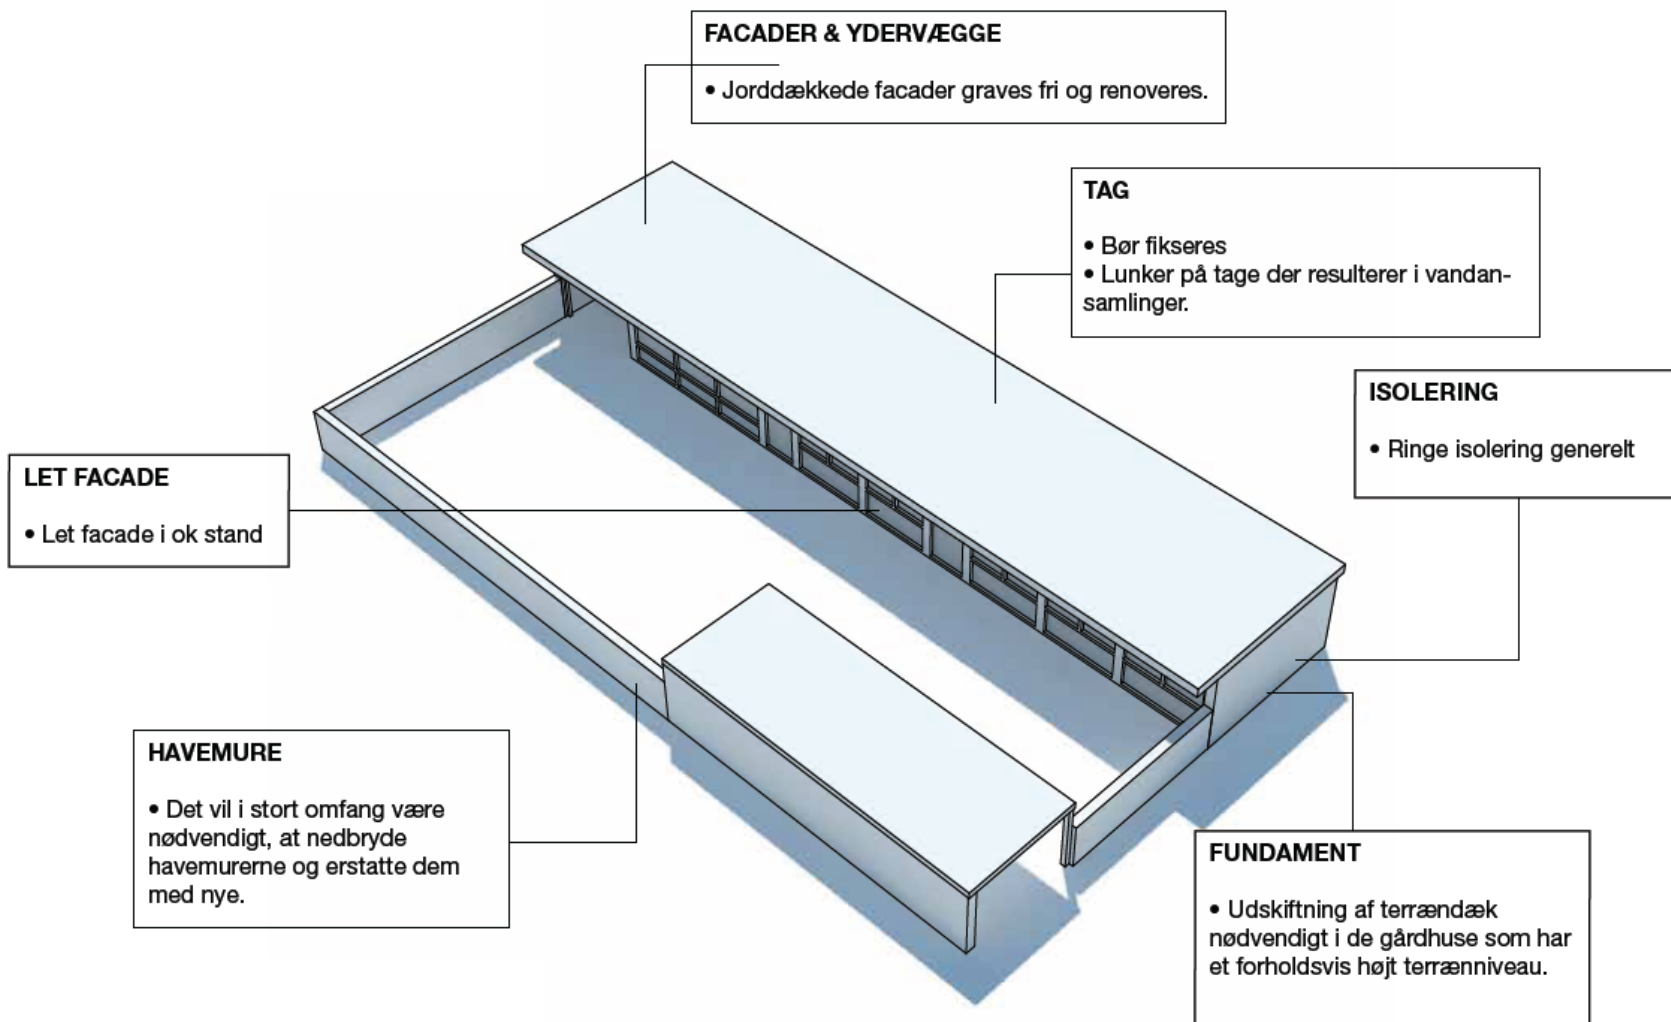 FACADER & YDERVÆGGE
• Jorddækkede facader graves fri og renoveres.
TAG
• Bør fikseres
• Lunker på tage der resulterer i vandan-
samlinger.
ISOLERING
• Ringe isolering generelt
LET FACADE
• Let facade i ok stand
HAVEMURE
• Det vil i stort omfang være
nødvendigt, at nedbryde
havemurerne og erstatte dem
med nye.
FUNDAMENT
• Udskiftning af terrændæk
nødvendigt i de gårdhuse som har
et forholdsvis højt terrænniveau.